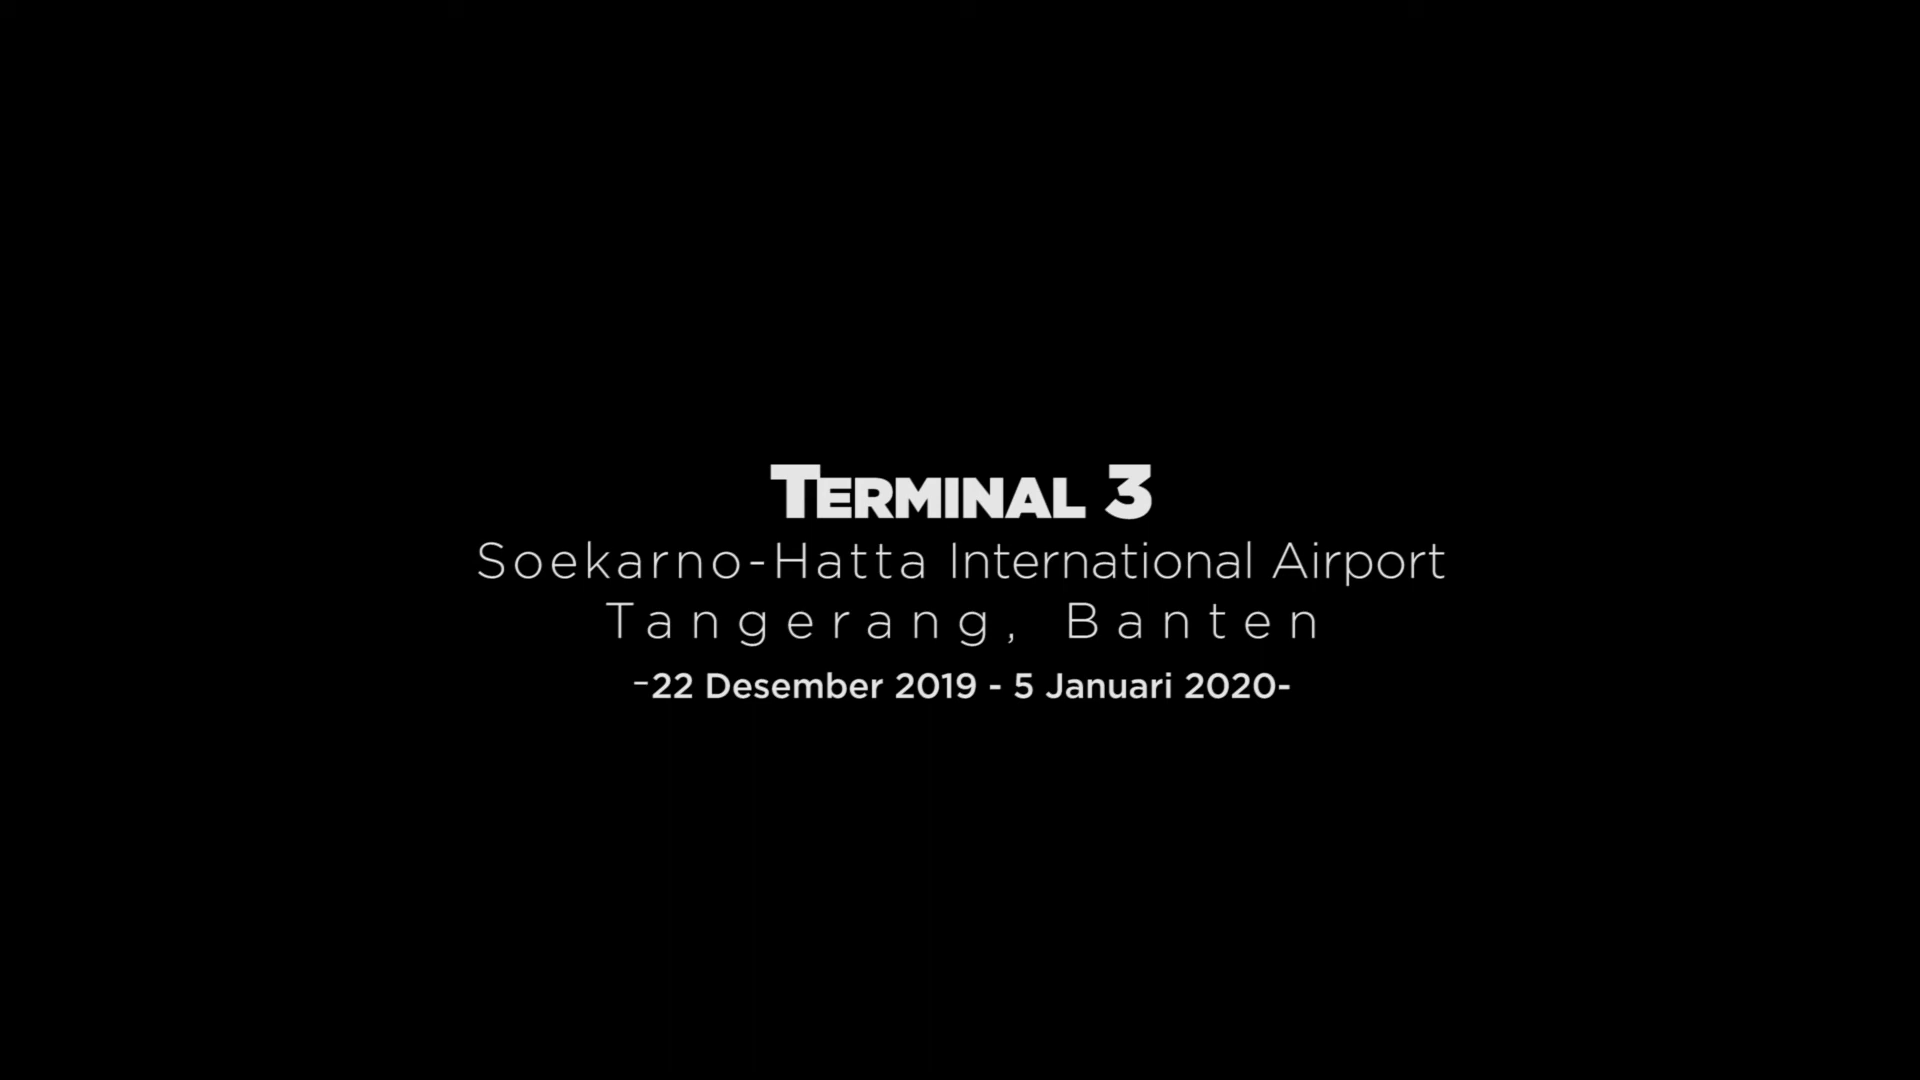 TERMINAL 3
Soekarno-Hatta International Airport
Tangerang, Banten
-22 Desember 2019 - 5 Januari 2020-